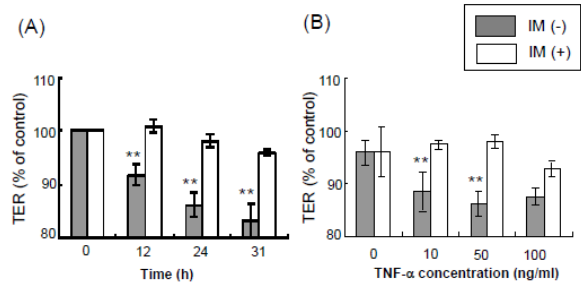 (A)
TER (% of control)
110
100
90
80
**
**
**
0 12 24 31
Time (h)
(B)
IM (-)
IM (+)
TER (% of control)
110
100
90
80
**
**
0 10 50 100
TNF-α concentration (ng/ml)